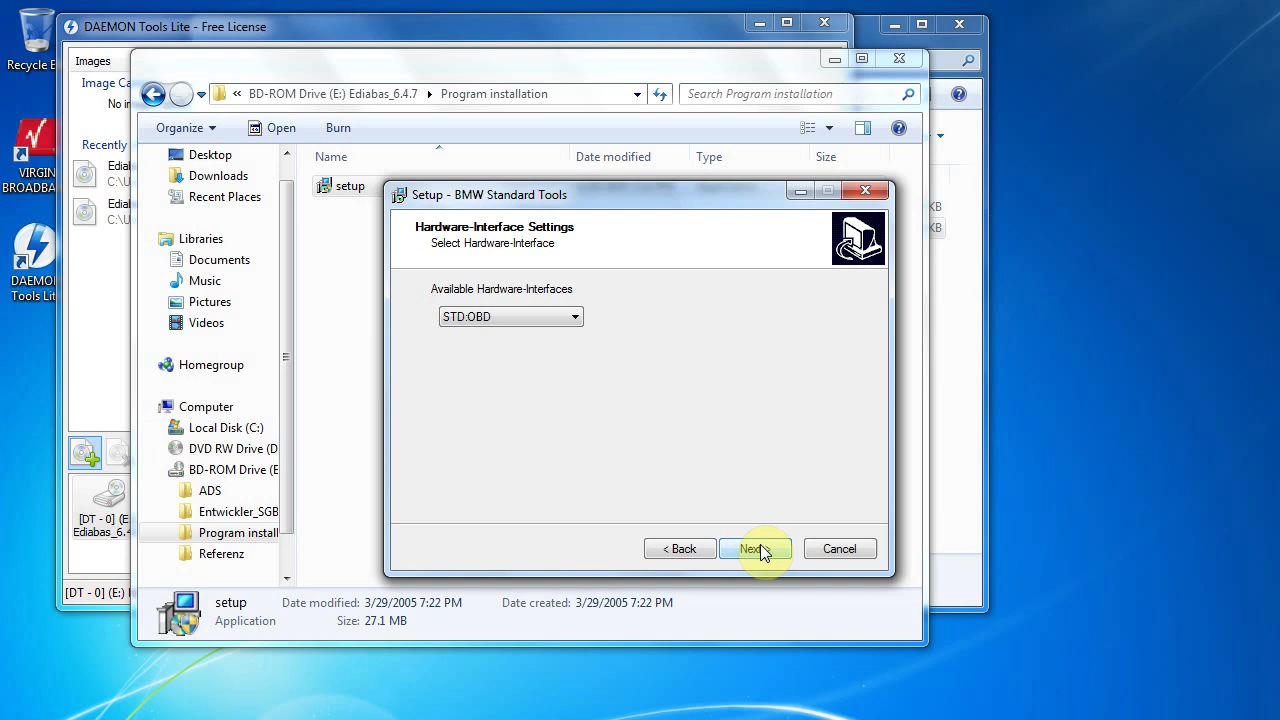 Recycle B
DAEMON Tools Lite - Free License
Images
Image Ca
No in
Recently
Edial
C:\U
Edial
C:\U
VIRGIN
BROADBA
DAEMON
Tools Lit
« BD-ROM Drive (E:) Ediabas_6.4.7 Program installation
Search Program installation
Organize Open Burn
Name Date modified Type Size
setup
KB
KB
Desktop
Downloads
Recent Places
Libraries
Documents
Music
Pictures
Videos
Homegroup
Computer
Local Disk (C:)
DVD RW Drive (D
BD-ROM Drive (E
ADS
Entwickler_SGB
Program install
Referenz
Setup - BMW Standard Tools
Hardware-Interface Settings
Select Hardware-Interface
Available Hardware-Interfaces
STD:OBD
< Back Next Cancel
[DT - 0] (E
Ediabas_6.4
[DT - 0] (E:)
setup Date modified: 3/29/2005 7:22 PM Date created: 3/29/2005 7:22 PM
Application Size: 27.1 MB